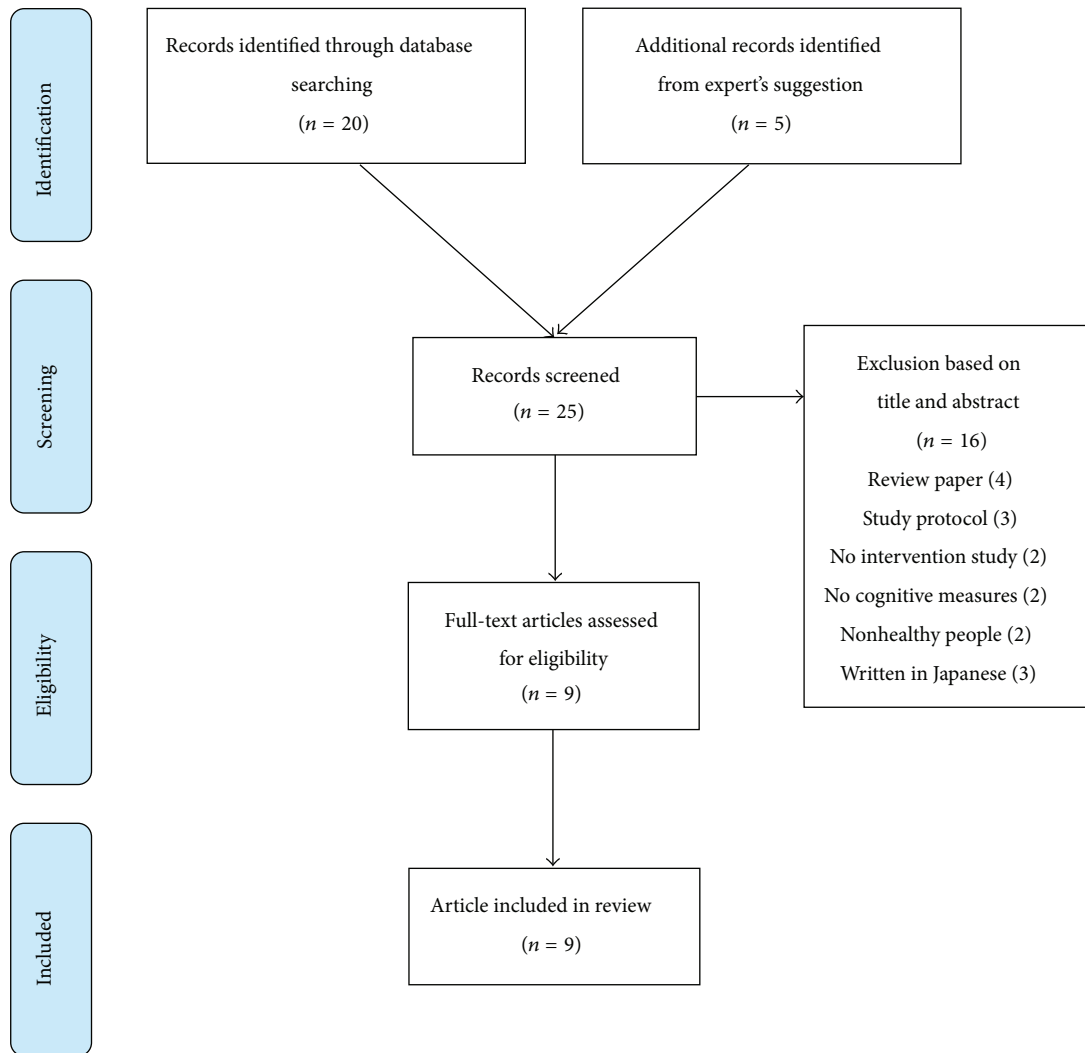 Identification
Records identified through database
searching
(n = 20)
Additional records identified
from expert's suggestion
(n = 5)
Screening
Records screened
(n = 25)
Exclusion based on
title and abstract
(n = 16)
Review paper (4)
Study protocol (3)
No intervention study (2)
No cognitive measures (2)
Nonhealthy people (2)
Written in Japanese (3)
Eligibility
Full-text articles assessed
for eligibility
(n = 9)
Included
Article included in review
(n = 9)